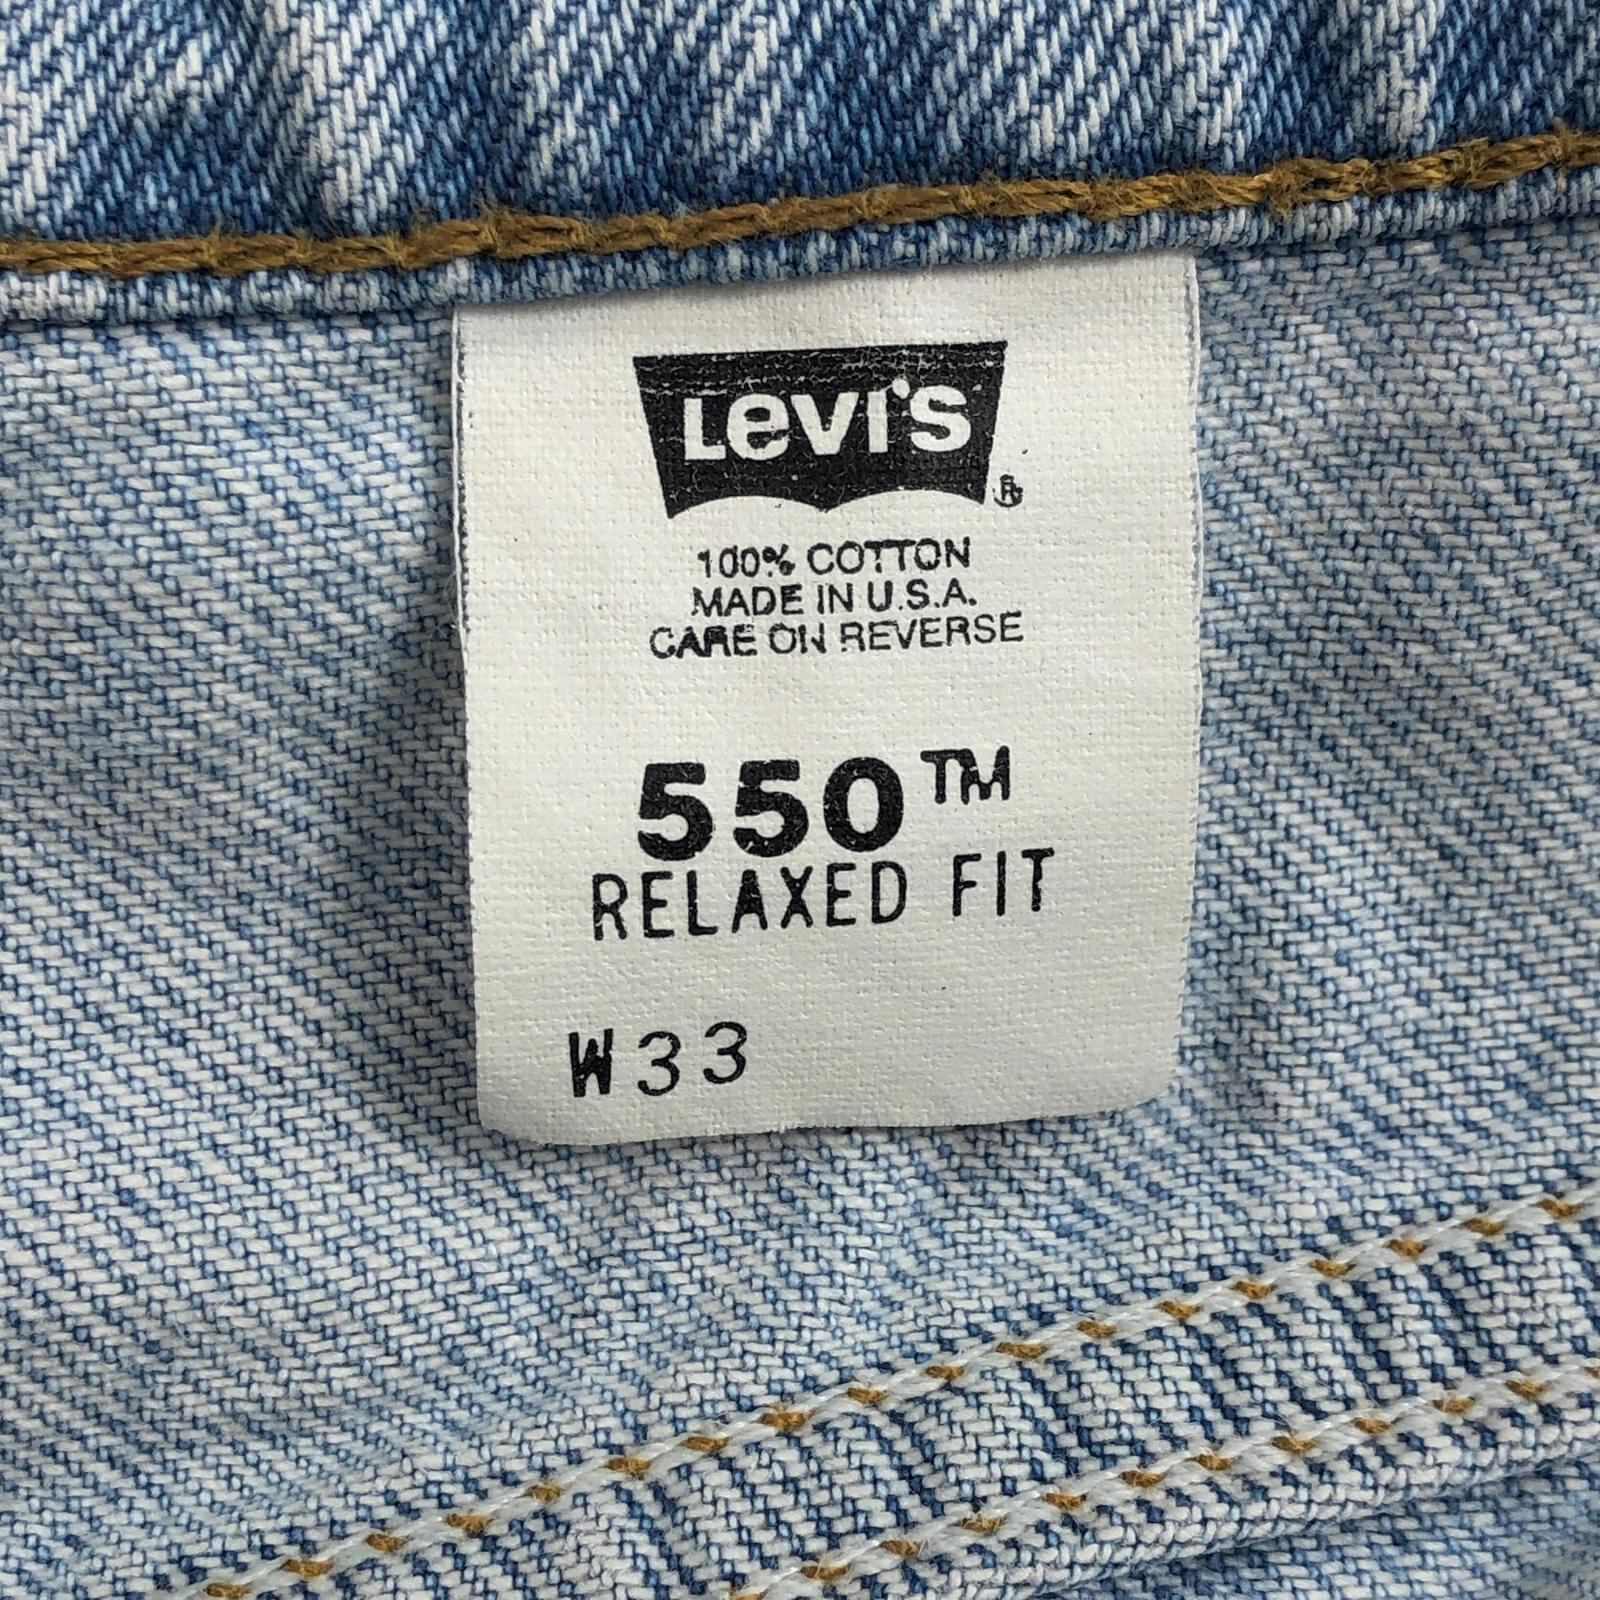 Levi's ®
100% COTTON
MADE IN U.S.A.
CARE ON REVERSE
550™
RELAXED FIT
W33